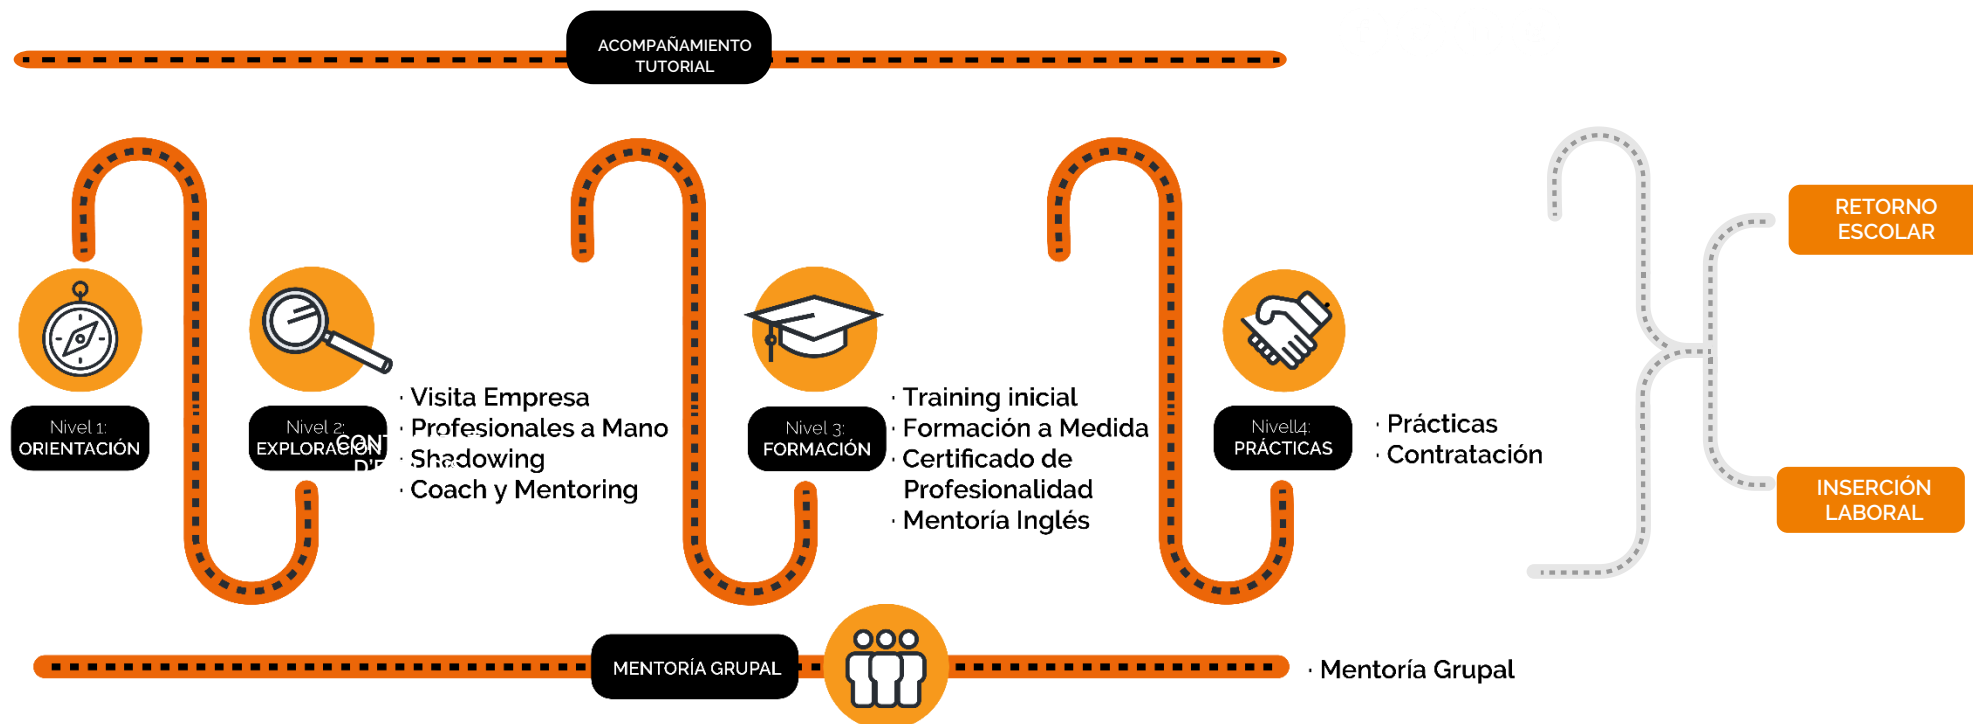 ACOMPAÑAMIENTO
TUTORIAL
Nivel 1:
ORIENTACIÓN
Nivel 2:
EXPLORACIÓN
· Visita Empresa
· Profesionales a Mano
· Shadowing
· Coach y Mentoring
Nivel 3:
FORMACIÓN
· Training inicial
· Formación a Medida
· Certificado de
Profesionalidad
· Mentoría Inglés
Nivell4:
PRÁCTICAS
· Prácticas
· Contratación
RETORNO
ESCOLAR
INSERCIÓN
LABORAL
MENTORÍA GRUPAL
· Mentoría Grupal